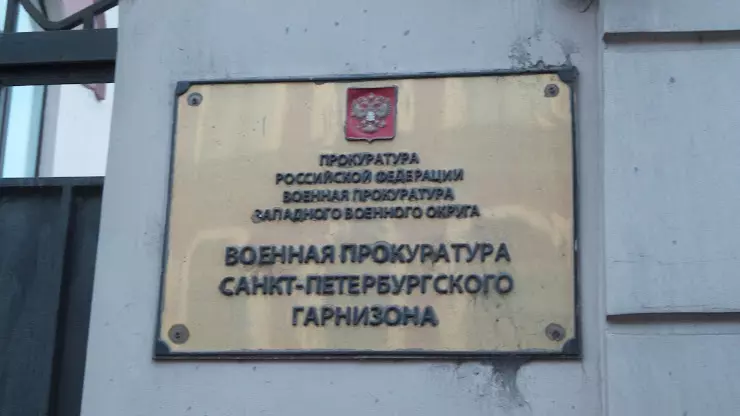 ПРОКУРАТУРА
РОССИЙСКОЙ ФЕДЕРАЦИИ
ВОЕННАЯ ПРОКУРАТУРА
ЗАПАДНОГО ВОЕННОГО ОКРУГА
ВОЕННАЯ ПРОКУРАТУРА
САНКТ-ПЕТЕРБУРГСКОГО
ГАРНИЗОНА